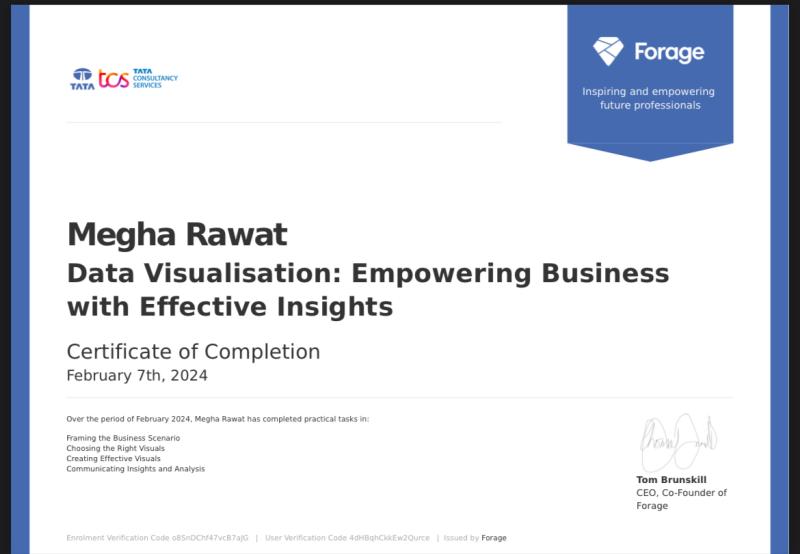 TATA
tcs
TATA
CONSULTANCY
SERVICES
Forage
Inspiring and empowering
future professionals
Megha Rawat
Data Visualisation: Empowering Business
with Effective Insights
Certificate of Completion
February 7th, 2024
Over the period of February 2024, Megha Rawat has completed practical tasks in:
Framing the Business Scenario
Choosing the Right Visuals
Creating Effective Visuals
Communicating Insights and Analysis
Tom Brunskill
CEO, Co-Founder of
Forage
Enrolment Verification Code o8SnDChf47vcB7aJG | User Verification Code 4dHBqhCkkEw2Qurce | Issued by Forage